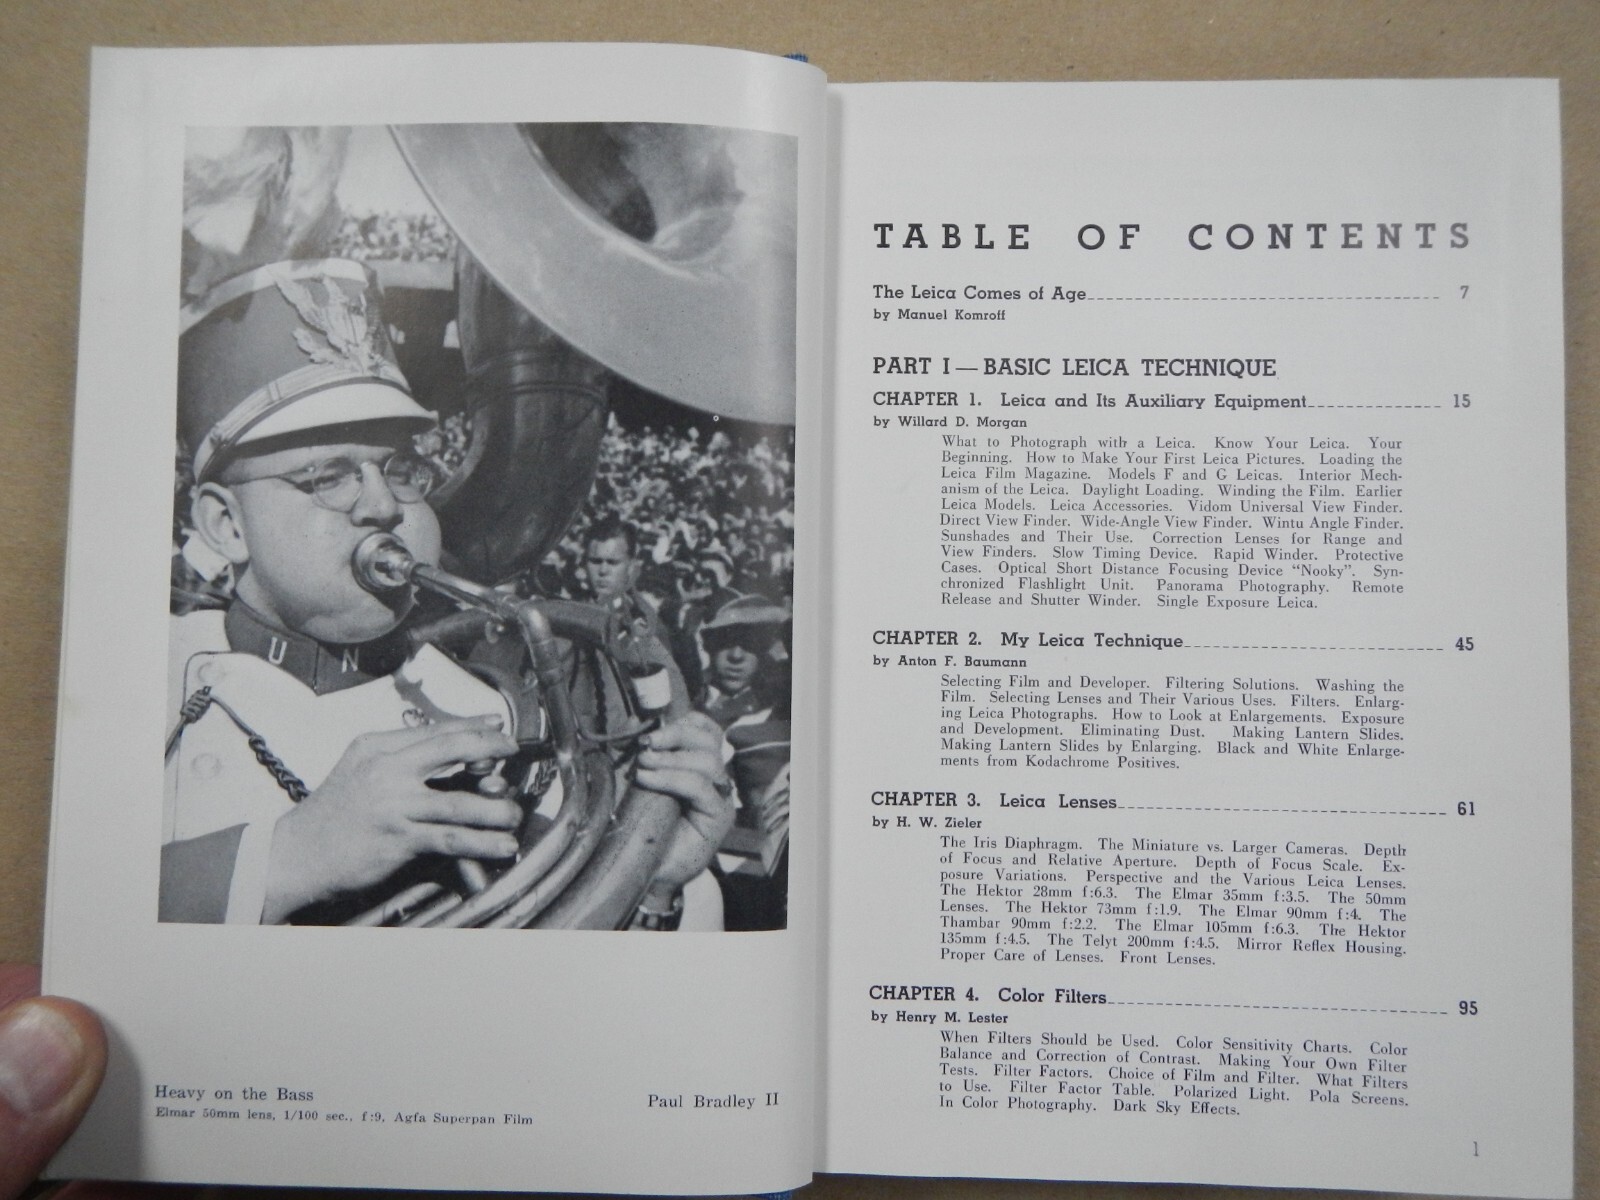 U N
Heavy on the Bass
Paul Bradley II
Elmar 50mm lens, 1/100 sec., f:9, Agfa Superpan Film
TABLE OF CONTENTS
The Leica Comes of Age 7
by Manuel Komroff
PART I — BASIC LEICA TECHNIQUE
CHAPTER 1. Leica and Its Auxiliary Equipment 15
by Willard D. Morgan
What to Photograph with a Leica. Know Your Leica. Your
Beginning. How to Make Your First Leica Pictures. Loading the
Leica Film Magazine. Models F and G Leicas. Interior Mech-
anism of the Leica. Daylight Loading. Winding the Film. Earlier
Leica Models. Leica Accessories. Vidom Universal View Finder.
Direct View Finder. Wide-Angle View Finder. Wintu Angle Finder.
Sunshades and Their Use. Correction Lenses for Range and
View Finders. Slow Timing Device. Rapid Winder. Protective
Cases. Optical Short Distance Focusing Device “Nooky”. Syn-
chronized Flashlight Unit. Panorama Photography. Remote
Release and Shutter Winder. Single Exposure Leica.
CHAPTER 2. My Leica Technique 45
by Anton F. Baumann
Selecting Film and Developer. Filtering Solutions. Washing the
Film. Selecting Lenses and Their Various Uses. Filters. Enlarg-
ing Leica Photographs. How to Look at Enlargements. Exposure
and Development. Eliminating Dust. Making Lantern Slides.
Making Lantern Slides by Enlarging. Black and White Enlarge-
ments from Kodachrome Positives.
CHAPTER 3. Leica Lenses 61
by H. W. Zieler
The Iris Diaphragm. The Miniature vs. Larger Cameras. Depth
of Focus and Relative Aperture. Depth of Focus Scale. Ex-
posure Variations. Perspective and the Various Leica Lenses.
The Hektor 28mm f:6.3. The Elmar 35mm f:3.5. The 50mm
Lenses. The Hektor 73mm f:1.9. The Elmar 90mm f:4. The
Thambar 90mm f:2.2. The Elmar 105mm f:6.3. The Hektor
135mm f:4.5. The Telyt 200mm f:4.5. Mirror Reflex Housing.
Proper Care of Lenses. Front Lenses.
CHAPTER 4. Color Filters 95
by Henry M. Lester
When Filters Should be Used. Color Sensitivity Charts. Color
Balance and Correction of Contrast. Making Your Own Filter
Tests. Filter Factors. Choice of Film and Filter. What Filters
to Use. Filter Factor Table. Polarized Light. Pola Screens.
In Color Photography. Dark Sky Effects.
1